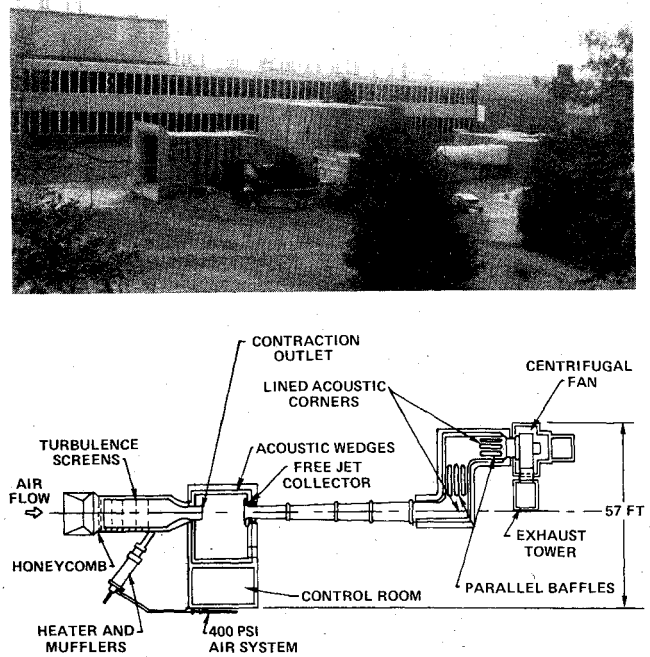 CONTRACTION
OUTLET
CENTRIFUGAL
FAN
LINED ACOUSTIC
CORNERS
TURBULENCE
SCREENS
ACOUSTIC WEDGES
FREE JET
COLLECTOR
AIR
FLOW
57 FT
HONEYCOMB
EXHAUST
TOWER
CONTROL ROOM
PARALLEL BAFFLES
HEATER AND
MUFFLERS
400 PSI
AIR SYSTEM